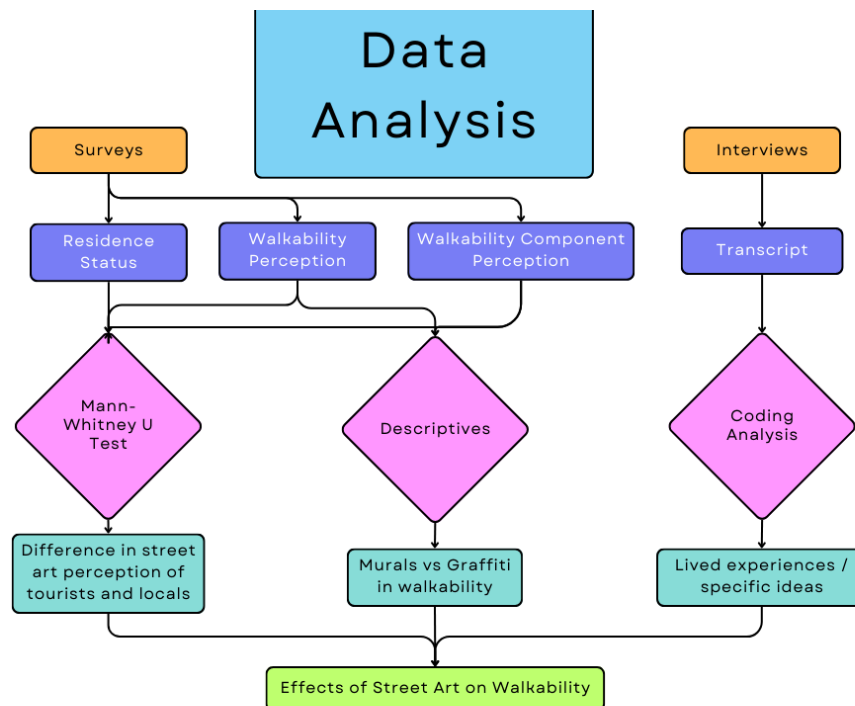 Data
Analysis
Surveys
Interviews
Residence
Status
Walkability
Perception
Walkability Component
Perception
Transcript
Mann-
Whitney U
Test
Descriptives
Coding
Analysis
Difference in street
art perception of
tourists and locals
Murals vs Graffiti
in walkability
Lived experiences /
specific ideas
Effects of Street Art on Walkability